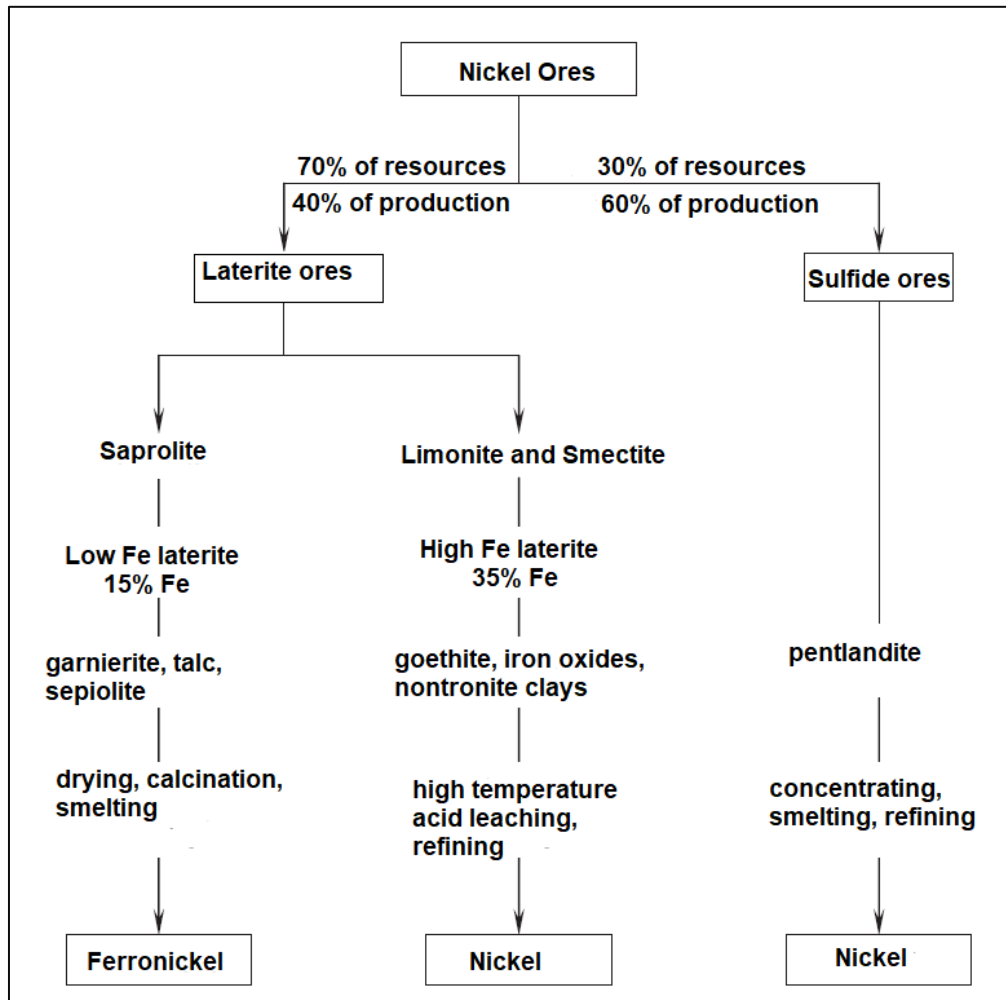 Nickel Ores
70% of resources
40% of production
30% of resources
60% of production
Laterite ores
Sulfide ores
Saprolite
Limonite and Smectite
Low Fe laterite
15% Fe
High Fe laterite
35% Fe
garnierite, talc,
sepiolite
goethite, iron oxides,
nontronite clays
pentlandite
drying, calcination,
smelting
high temperature
acid leaching,
refining
concentrating,
smelting, refining
Ferronickel
Nickel
Nickel